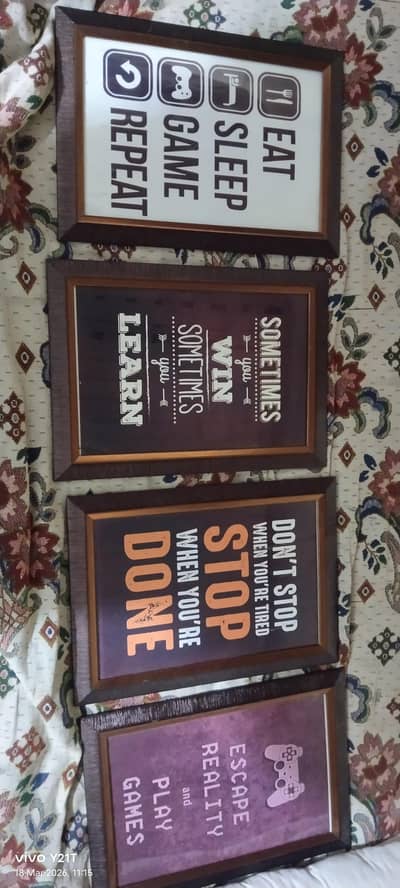 EAT
SLEEP
GAME
REPEAT
SOMETIMES
you
WIN
SOMETIMES
you
LEARN
DON'T STOP
WHEN YOU'RE TIRED
STOP
WHEN YOU'RE
DONE
ESCAPE
REALITY
and
PLAY
GAMES
vivo Y21T
18 Mar 2026, 11:15